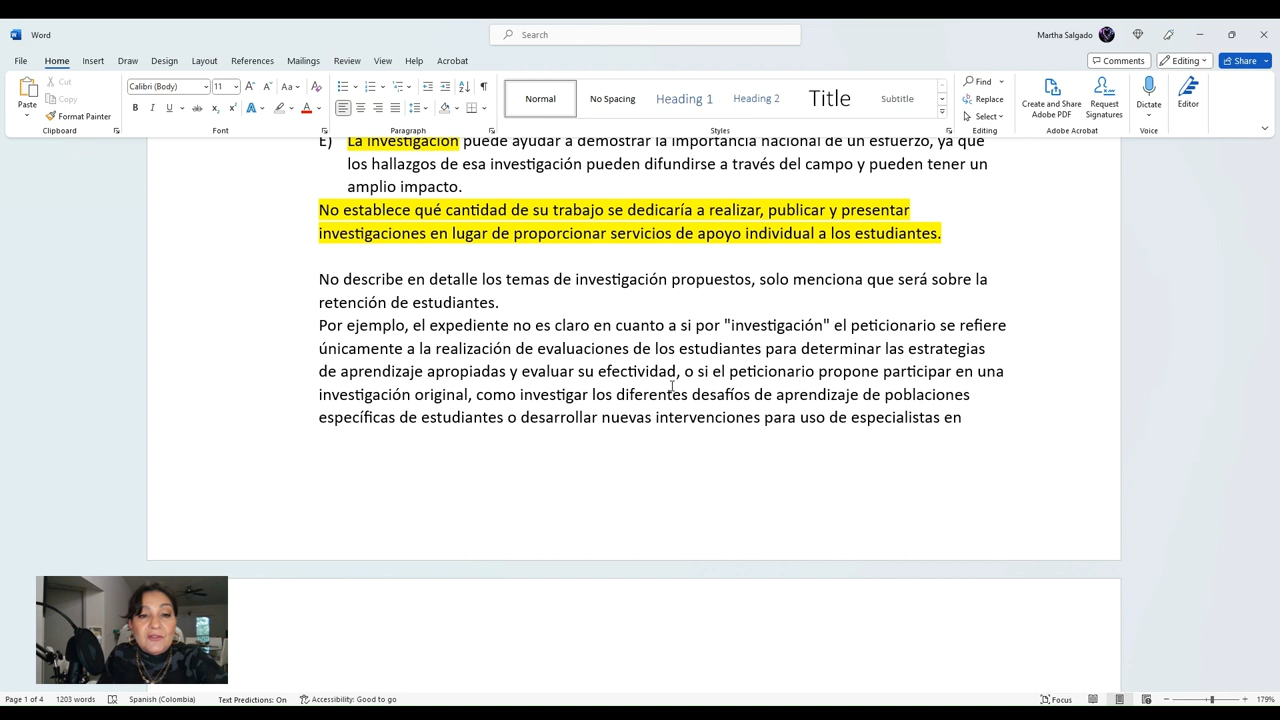 Word
Search
Martha Salgado
File Home Insert Draw Design Layout References Mailings Review View Help Acrobat
Comments Editing Share
Paste
Cut
Copy
Format Painter
Calibri (Body) 11
Normal No Spacing Heading 1 Heading 2 Title Subtitle
Find
Replace
Select
Create and Share Adobe PDF
Request Signatures
Dictate
Editor
Clipboard Font Paragraph Styles Editing Adobe Acrobat Voice
E) La investigación puede ayudar a demostrar la importancia nacional de un esfuerzo, ya que
los hallazgos de esa investigación pueden difundirse a través del campo y pueden tener un
amplio impacto.
No establece qué cantidad de su trabajo se dedicaría a realizar, publicar y presentar
investigaciones en lugar de proporcionar servicios de apoyo individual a los estudiantes.
No describe en detalle los temas de investigación propuestos, solo menciona que será sobre la
retención de estudiantes.
Por ejemplo, el expediente no es claro en cuanto a si por "investigación" el peticionario se refiere
únicamente a la realización de evaluaciones de los estudiantes para determinar las estrategias
de aprendizaje apropiadas y evaluar su efectividad, o si el peticionario propone participar en una
investigación original, como investigar los diferentes desafíos de aprendizaje de poblaciones
específicas de estudiantes o desarrollar nuevas intervenciones para uso de especialistas en
Page 1 of 4 1203 words Spanish (Colombia) Text Predictions: On Accessibility: Good to go Focus 179%